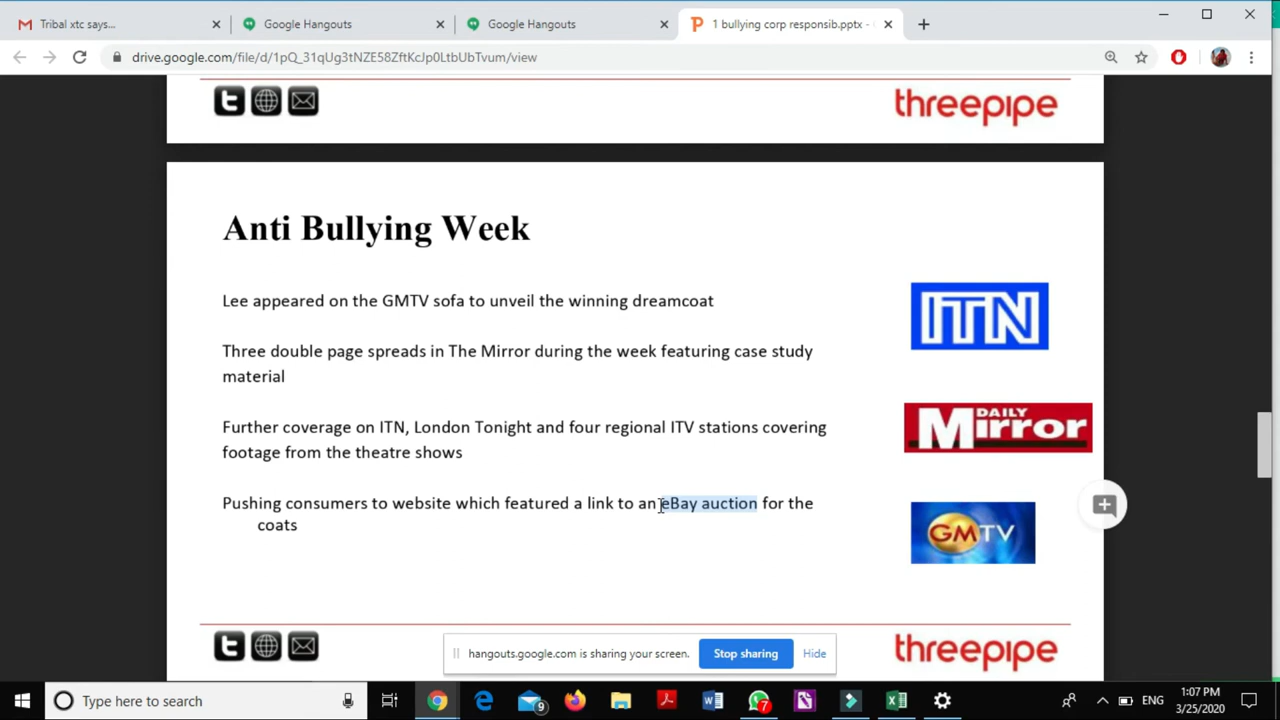 Tribal xtc says...
Google Hangouts
Google Hangouts
1 bullying corp responsib.pptx -
drive.google.com/file/d/1pQ_31qUg3tNZE58ZftKcJp0LtbUbTvum/view
threepipe
Anti Bullying Week
Lee appeared on the GMTV sofa to unveil the winning dreamcoat
Three double page spreads in The Mirror during the week featuring case study
material
Further coverage on ITN, London Tonight and four regional ITV stations covering
footage from the theatre shows
Pushing consumers to website which featured a link to an eBay auction for the
coats
ITN
DAILY
Mirror
GMTV
threepipe
hangouts.google.com is sharing your screen.
Stop sharing
Hide
Type here to search
9
7
ENG
1:07 PM
3/25/2020